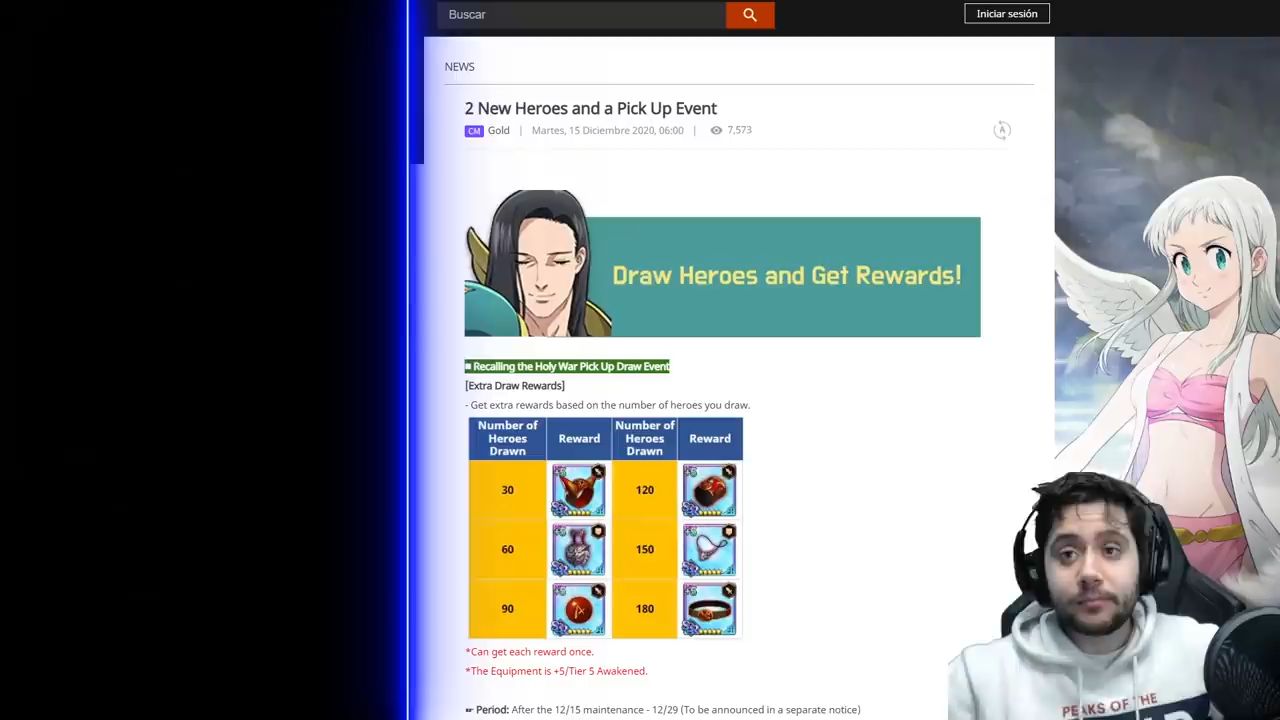 Buscar
Iniciar sesión
NEWS
2 New Heroes and a Pick Up Event
CM Gold | Martes, 15 Diciembre 2020, 06:00 | 7,573
A
Draw Heroes and Get Rewards!
■ Recalling the Holy War Pick Up Draw Event
[Extra Draw Rewards]
- Get extra rewards based on the number of heroes you draw.
Number of Heroes Drawn Reward Number of Heroes Drawn Reward
30 120
60 150
90 180
*Can get each reward once.
*The Equipment is +5/Tier 5 Awakened.
☛ Period: After the 12/15 maintenance - 12/29 (To be announced in a separate notice)
PEAKS OF THE